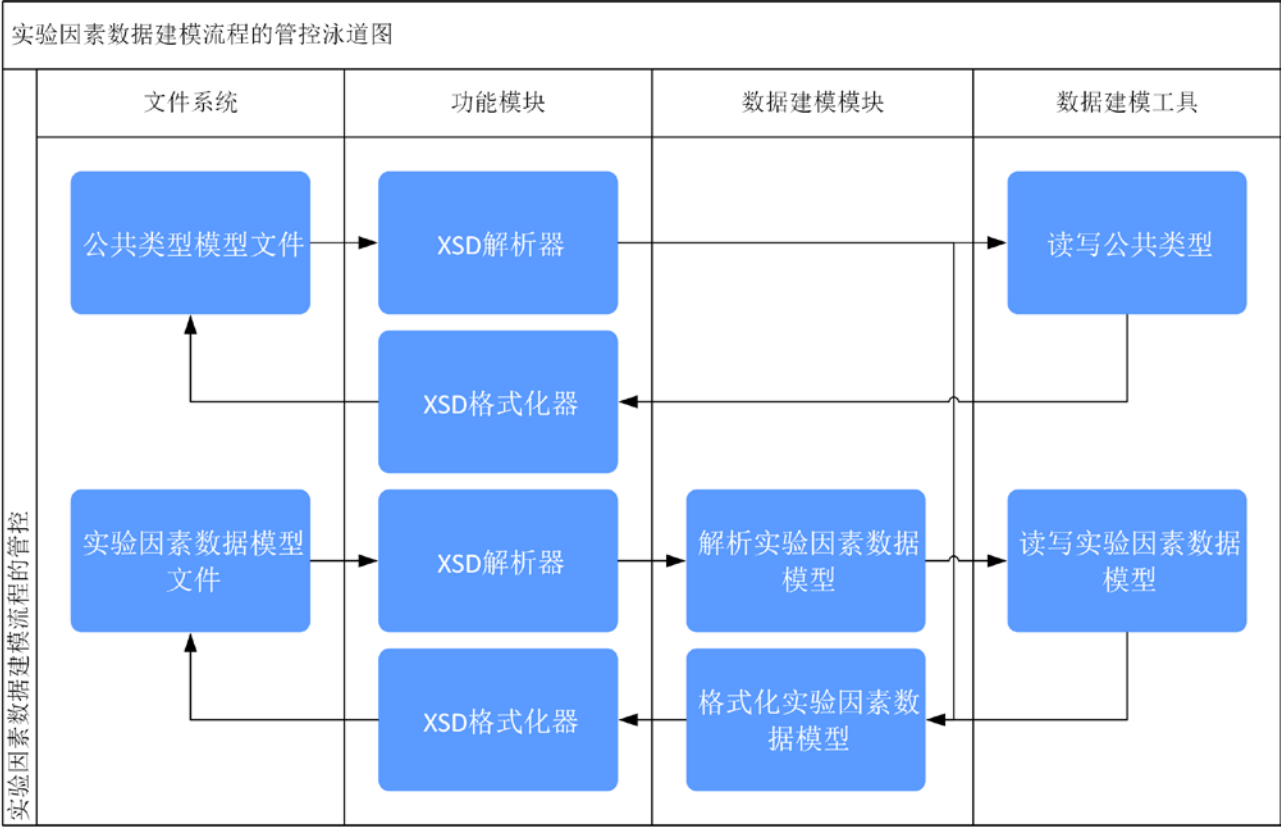 实验因素数据建模流程的管控泳道图
文件系统
功能模块
数据建模模块
数据建模工具
公共类型模型文件
XSD解析器
读写公共类型
XSD格式化器
实验因素数据模型
文件
XSD解析器
解析实验因素数据
模型
读写实验因素数据
模型
XSD格式化器
格式化实验因素数
据模型
实验因素数据建模流程的管控